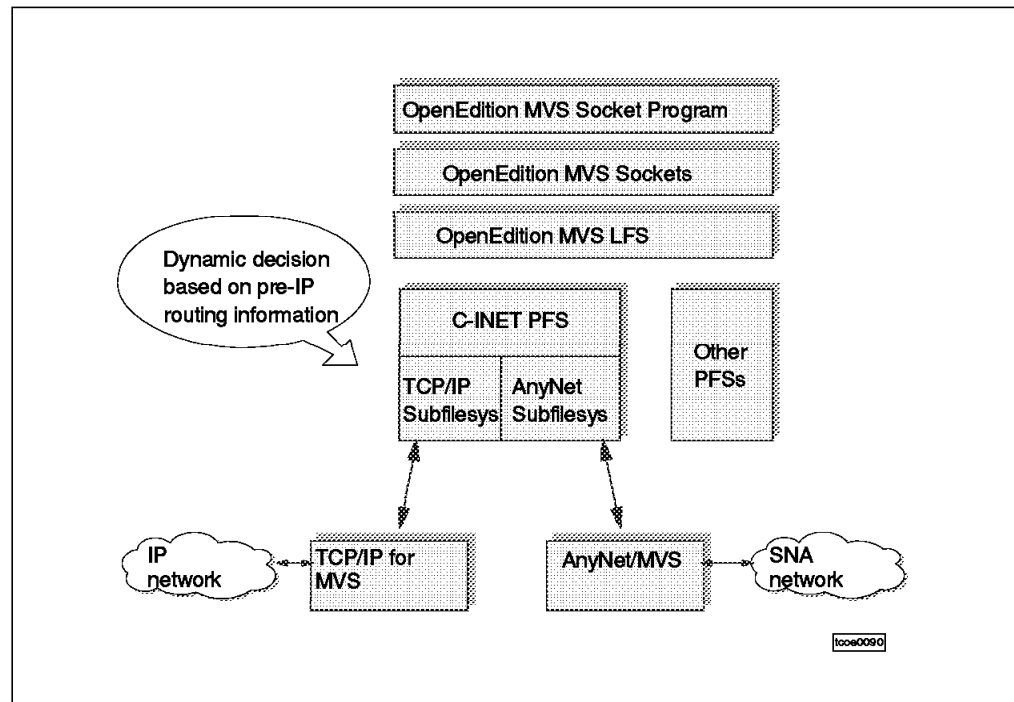 OpenEdition MVS Socket Program
OpenEdition MVS Sockets
OpenEdition MVS LFS
Dynamic decision
based on pre-IP
routing information
C-INET PFS
TCP/IP
Subfilesys
AnyNet
Subfilesys
Other
PFSs
IP
network
TCP/IP for
MVS
AnyNet/MVS
SNA
network
tcoe0090